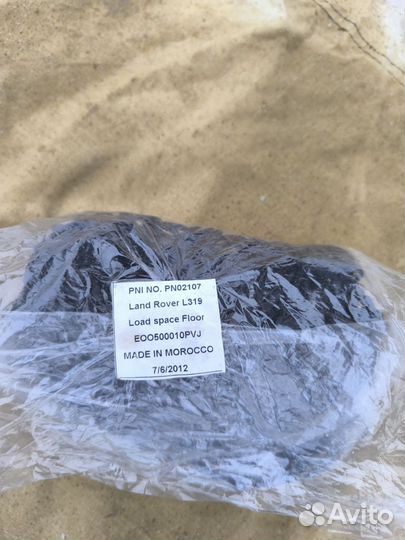 PNI NO. PN02107
Land Rover L319
Load space Floor
EOO500010PVJ
MADE IN MOROCCO
7/6/2012
Avito